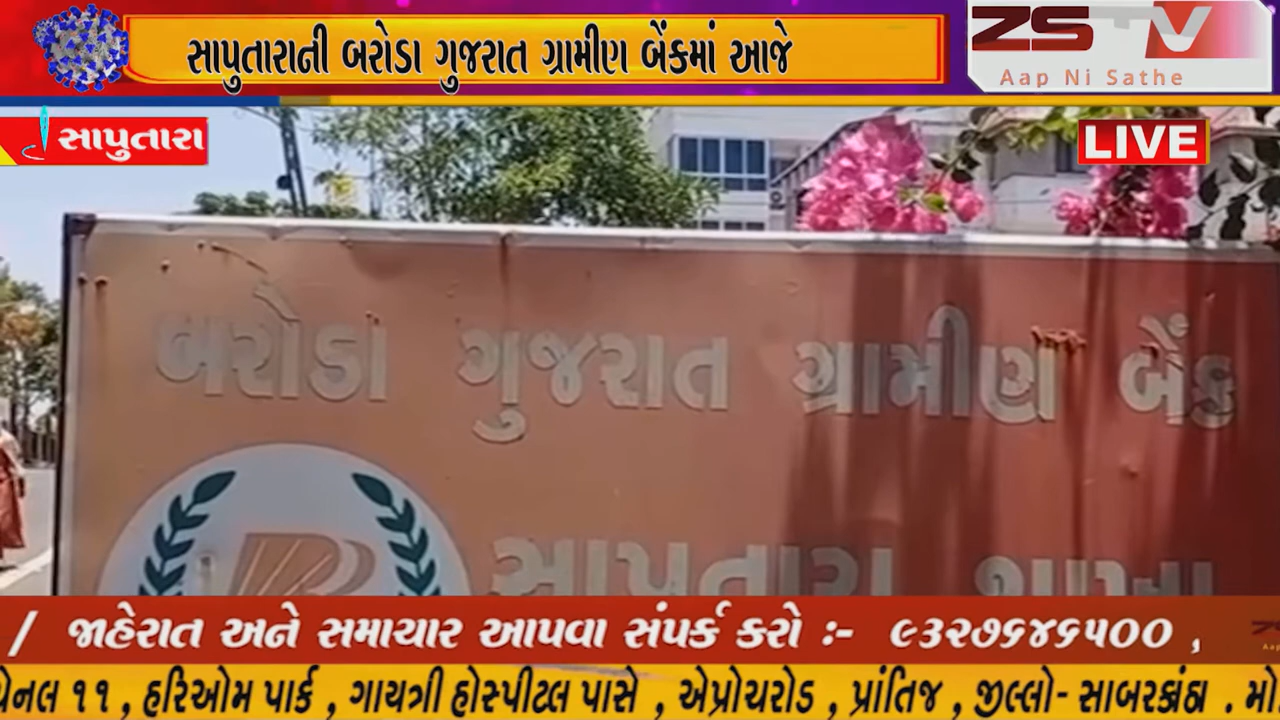 સાપુતારાની બરોડા ગુજરાત ગ્રામીણ બેંકમાં આજે
ZSTV
Aap Ni Sathe
સાપુતારા
LIVE
બરોડા ગુજરાત ગ્રામીણ બેંક
સાપુતારા શાખા
/ જાહેરાત અને સમાચાર આપવા સંપર્ક કરો :- ૯૩૨૭૬૪૬૫૦૦ ,
૧૧ , હરિઓમ પાર્ક , ગાયત્રી હોસ્પીટલ પાસે , એપ્રોચરોડ , પ્રાંતિજ , જીલ્લો- સાબરકાંઠા .